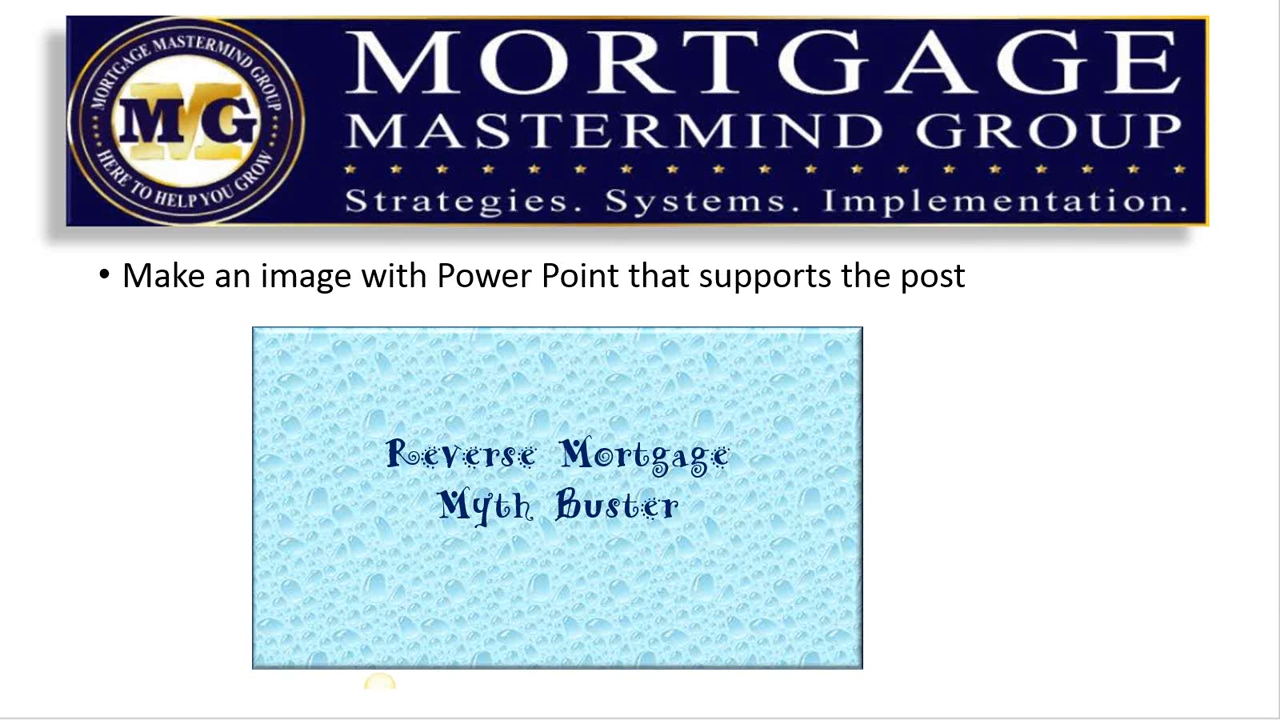 MORTGAGE MASTERMIND GROUP
MMG
HERE TO HELP YOU GROW
MORTGAGE
MASTERMIND GROUP
Strategies. Systems. Implementation.
• Make an image with Power Point that supports the post
Reverse Mortgage
Myth Buster